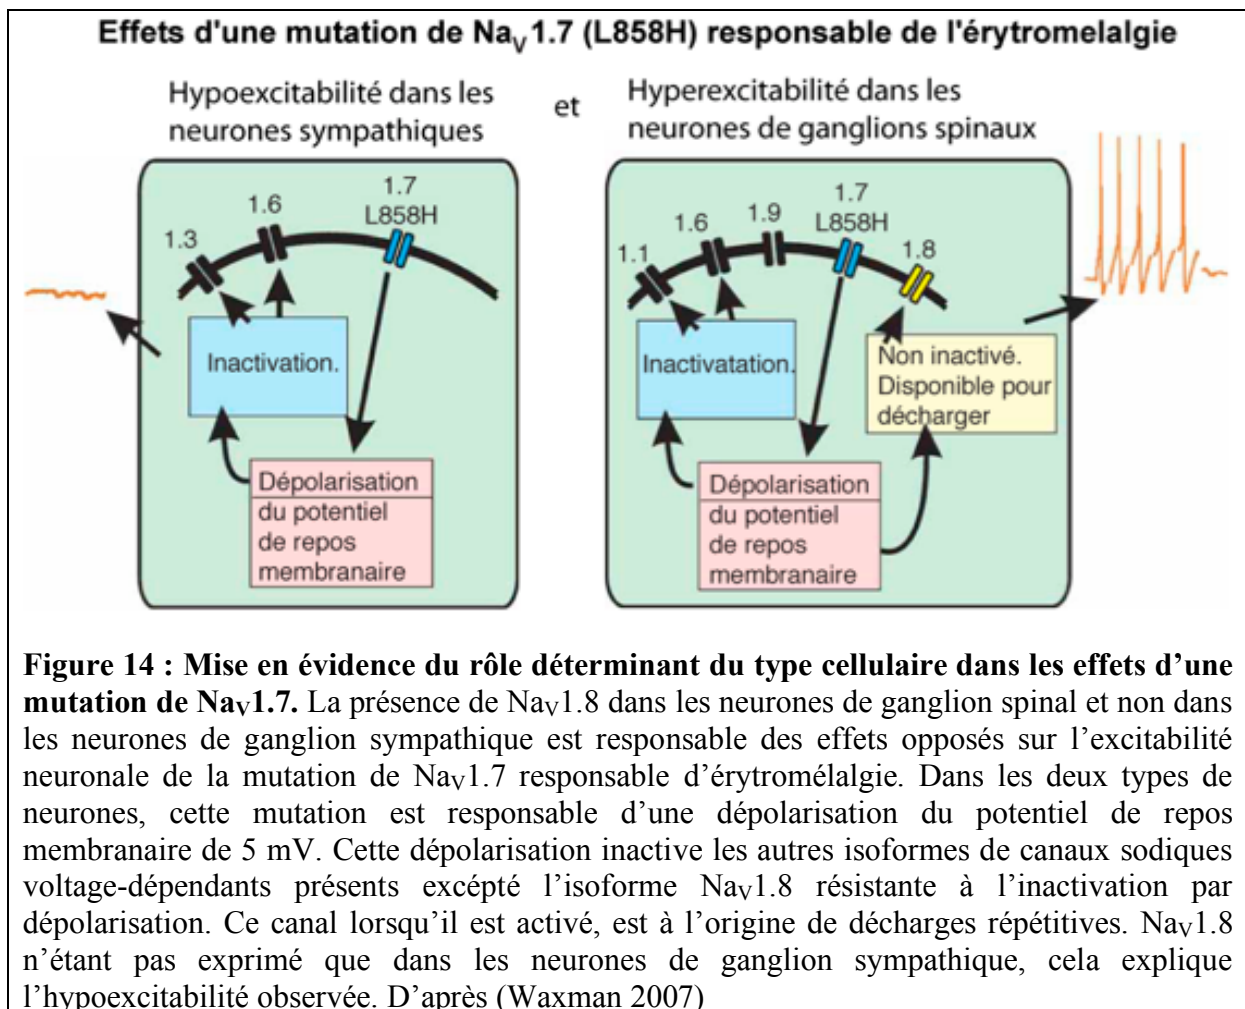 Effets d'une mutation de NaV1.7 (L858H) responsable de l'érytromelalgie
Hypoexcitabilité dans les
neurones sympathiques
et
Hyperexcitabilité dans les
neurones de ganglions spinaux
1.3
1.6
1.7
L858H
Inactivation.
Dépolarisation
du potentiel
de repos
membranaire
1.1
1.6
1.9
1.7
L858H
1.8
Inactivatation.
Non inactivé.
Disponible pour
décharger
Dépolarisation
du potentiel
de repos
membranaire
Figure 14 : Mise en évidence du rôle déterminant du type cellulaire dans les effets d’une
mutation de NaV1.7. La présence de NaV1.8 dans les neurones de ganglion spinal et non dans
les neurones de ganglion sympathique est responsable des effets opposés sur l’excitabilité
neuronale de la mutation de NaV1.7 responsable d’érytromélalgie. Dans les deux types de
neurones, cette mutation est responsable d’une dépolarisation du potentiel de repos
membranaire de 5 mV. Cette dépolarisation inactive les autres isoformes de canaux sodiques
voltage-dépendants présents excépté l’isoforme NaV1.8 résistante à l’inactivation par
dépolarisation. Ce canal lorsqu’il est activé, est à l’origine de décharges répétitives. NaV1.8
n’étant pas exprimé que dans les neurones de ganglion sympathique, cela explique
l’hypoexcitabilité observée. D’après (Waxman 2007)